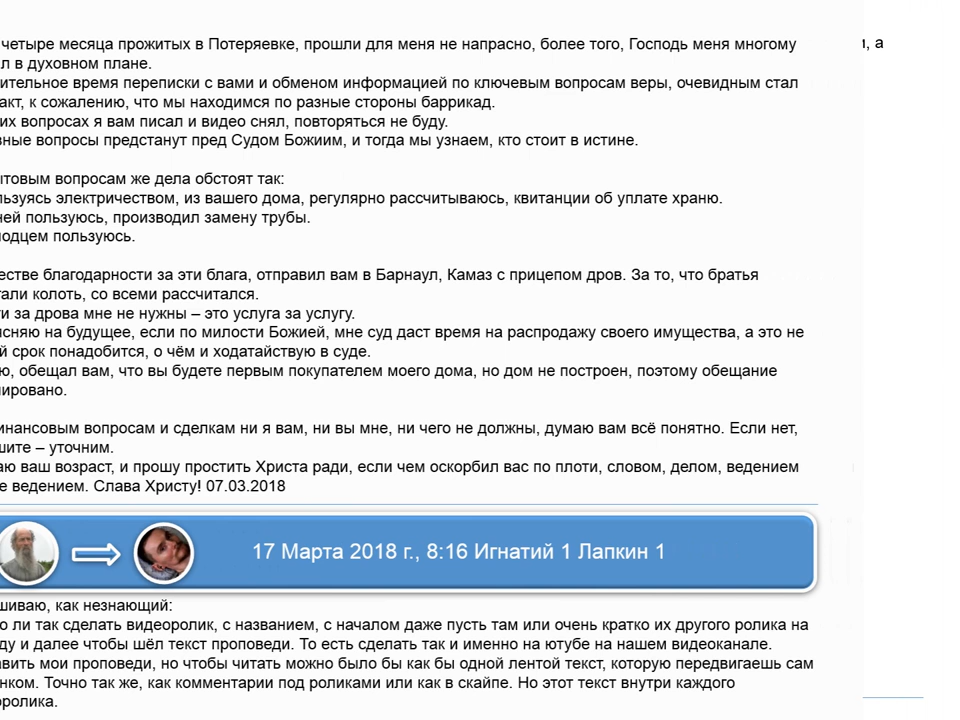 четыре месяца прожитых в Потеряевке, прошли для меня не напрасно, более того, Господь меня многому
, а
л в духовном плане.
ительное время переписки с вами и обменом информацией по ключевым вопросам веры, очевидным стал
акт, к сожалению, что мы находимся по разные стороны баррикад.
их вопросах я вам писал и видео снял, повторяться не буду.
вные вопросы предстанут пред Судом Божиим, и тогда мы узнаем, кто стоит в истине.
ытовым вопросам же дела обстоят так:
льзуясь электричеством, из вашего дома, регулярно рассчитываюсь, квитанции об уплате храню.
ней пользуюсь, производил замену трубы.
лодцем пользуюсь.
естве благодарности за эти блага, отправил вам в Барнаул, Камаз с прицепом дров. За то, что братья
гали колоть, со всеми рассчитался.
ги за дрова мне не нужны – это услуга за услугу.
ясняю на будущее, если по милости Божией, мне суд даст время на распродажу своего имущества, а это не
й срок понадобится, о чём и ходатайствую в суде.
ю, обещал вам, что вы будете первым покупателем моего дома, но дом не построен, поэтому обещание
лировано.
инансовым вопросам и сделкам ни я вам, ни вы мне, ни чего не должны, думаю вам всё понятно. Если нет,
шите – уточним.
аю ваш возраст, и прошу простить Христа ради, если чем оскорбил вас по плоти, словом, делом, ведением
е ведением. Слава Христу! 07.03.2018
17 Марта 2018 г., 8:16 Игнатий 1 Лапкин 1
шиваю, как незнающий:
о ли так сделать видеоролик, с названием, с началом даже пусть там или очень кратко их другого ролика на
ду и далее чтобы шёл текст проповеди. То есть сделать так и именно на ютубе на нашем видеоканале.
авить мои проповеди, но чтобы читать можно было бы как бы одной лентой текст, которую передвигаешь сам
нком. Точно так же, как комментарии под роликами или как в скайпе. Но этот текст внутри каждого
оролика.